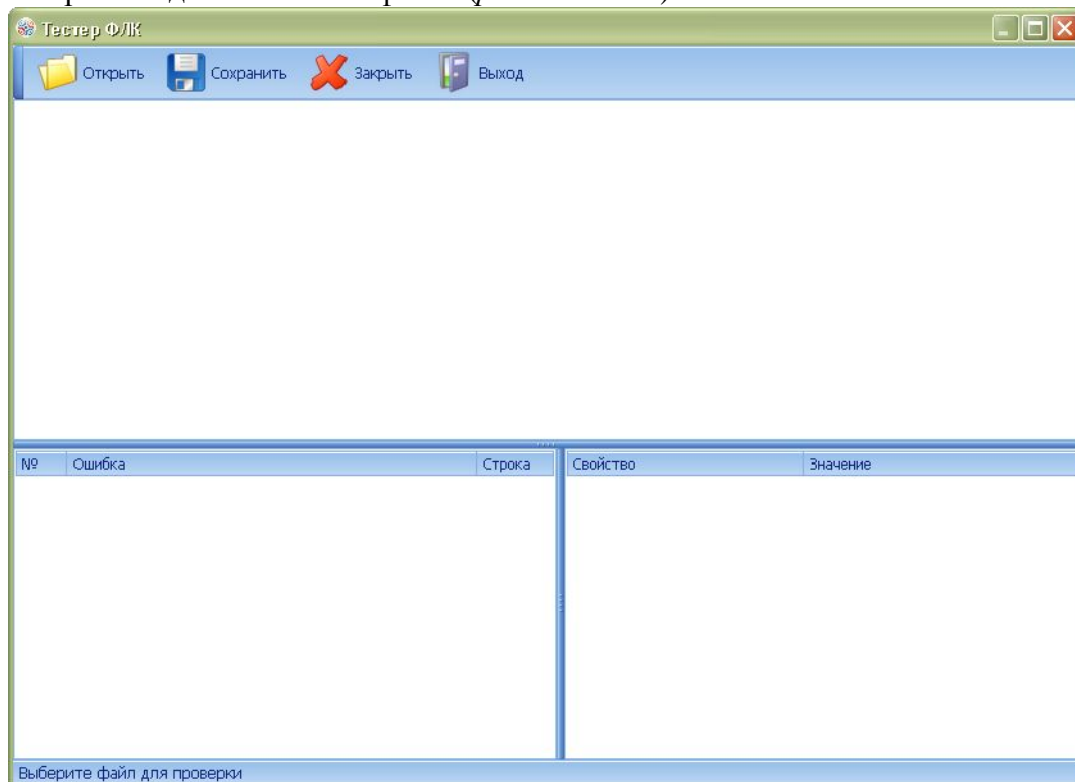 Тестер ФЛК
Открыть Сохранить Закрыть Выход
№ Ошибка Строка Свойство Значение
Выберите файл для проверки